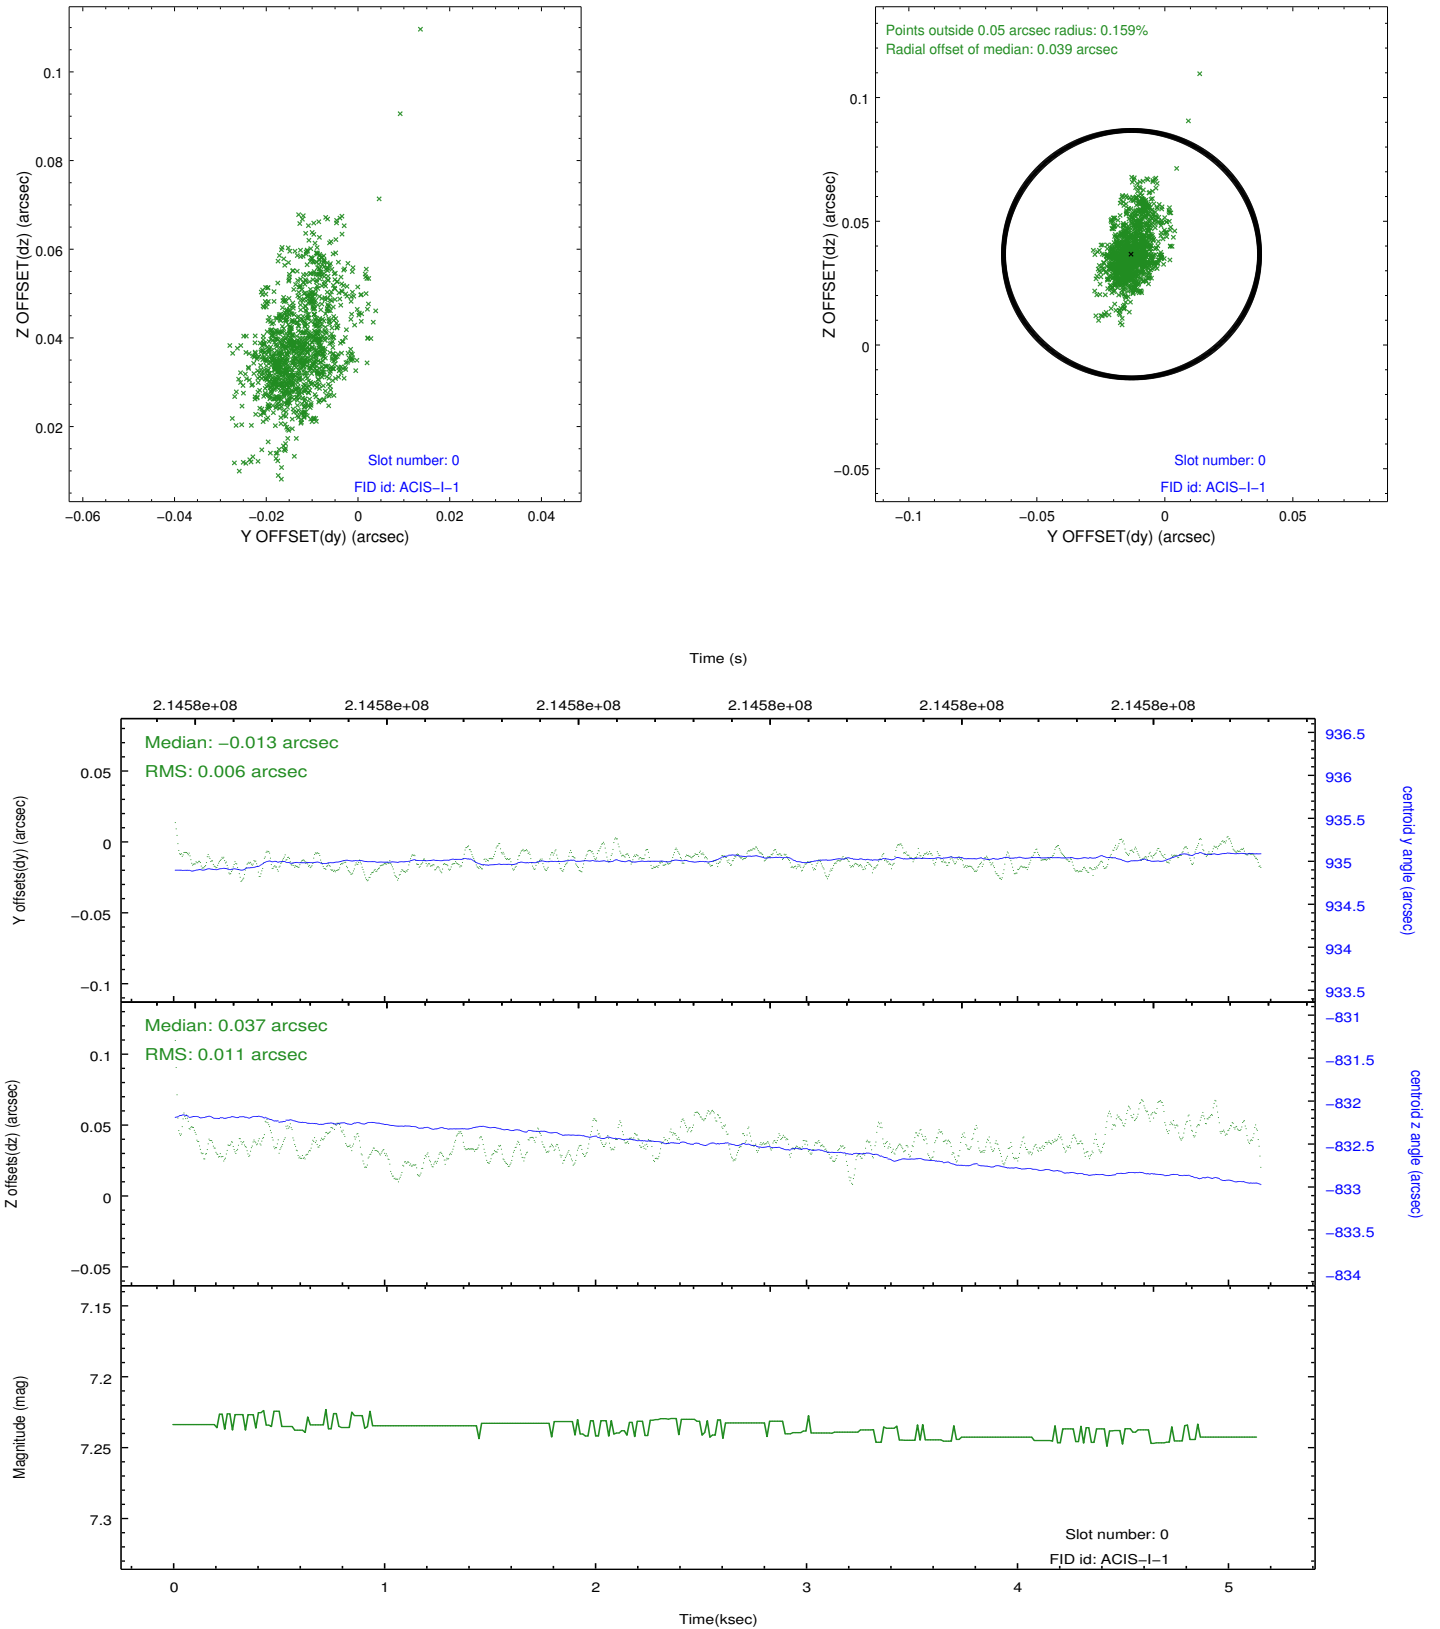 0.1
0.08
0.06
0.04
0.02
Z OFFSET(dz) (arcsec)
Slot number: 0
FID id: ACIS−I−1
−0.06 −0.04 −0.02 0 0.02 0.04
Y OFFSET(dy) (arcsec)
Points outside 0.05 arcsec radius: 0.159%
Radial offset of median: 0.039 arcsec
0.1
0.05
0
−0.05
Z OFFSET(dz) (arcsec)
Slot number: 0
FID id: ACIS−I−1
−0.1 −0.05 0 0.05
Y OFFSET(dy) (arcsec)
Time (s)
2.1458e+08 2.1458e+08 2.1458e+08 2.1458e+08 2.1458e+08 2.1458e+08
Median: −0.013 arcsec
RMS: 0.006 arcsec
0.05
0
−0.05
−0.1
Y offsets(dy) (arcsec)
936.5
936
935.5
935
934.5
934
933.5
centroid y angle (arcsec)
Median: 0.037 arcsec
RMS: 0.011 arcsec
0.1
0.05
0
−0.05
Z offsets(dz) (arcsec)
−831
−831.5
−832
−832.5
−833
−833.5
−834
centroid z angle (arcsec)
7.15
7.2
7.25
7.3
Magnitude (mag)
Slot number: 0
FID id: ACIS−I−1
0 1 2 3 4 5
Time(ksec)